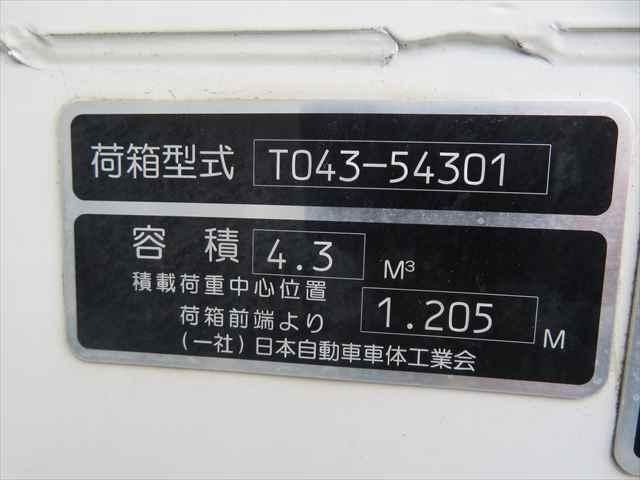 荷箱型式 T043-54301
容積 4.3 M³
積載荷重中心位置
荷箱前端より 1.205 M
(一社)日本自動車車体工業会